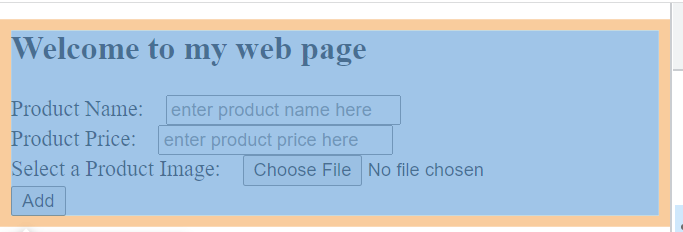 Welcome to my web page
Product Name: enter product name here
Product Price: enter product price here
Select a Product Image: Choose File No file chosen
Add